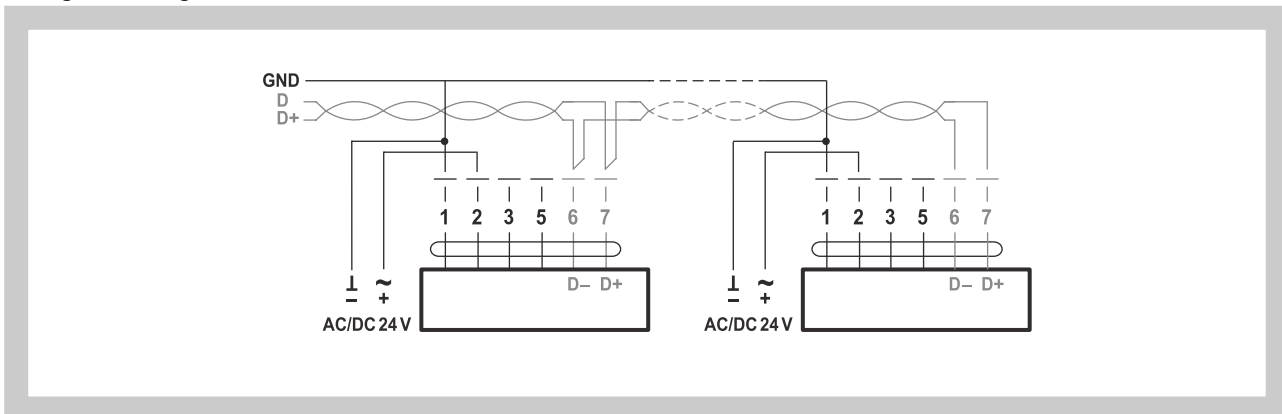 GND
D
D+
1 2 3 5 6 7
1 2 3 5 6 7
D– D+
D– D+
⊥ ~
– +
AC/DC 24 V
⊥ ~
– +
AC/DC 24 V